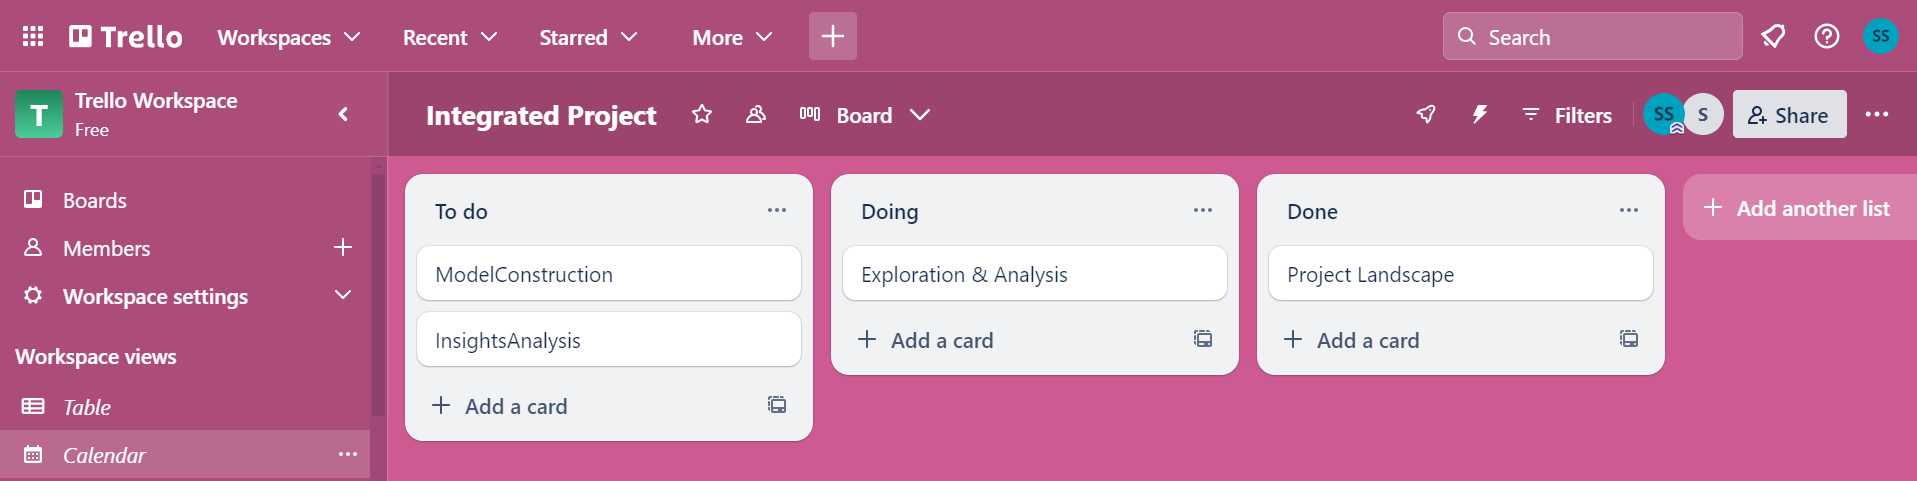 Trello
Workspaces
Recent
Starred
More
Search
SS
T
Trello Workspace
Free
Integrated Project
Board
Filters
SS
S
Share
Boards
Members
Workspace settings
Workspace views
Table
Calendar
To do
ModelConstruction
InsightsAnalysis
Add a card
Doing
Exploration & Analysis
Add a card
Done
Project Landscape
Add a card
Add another list